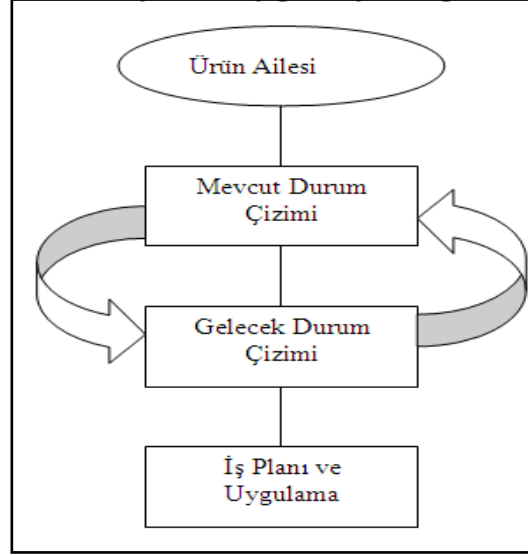 Ürün Ailesi
Mevcut Durum
Çizimi
Gelecek Durum
Çizimi
İş Planı ve
Uygulama